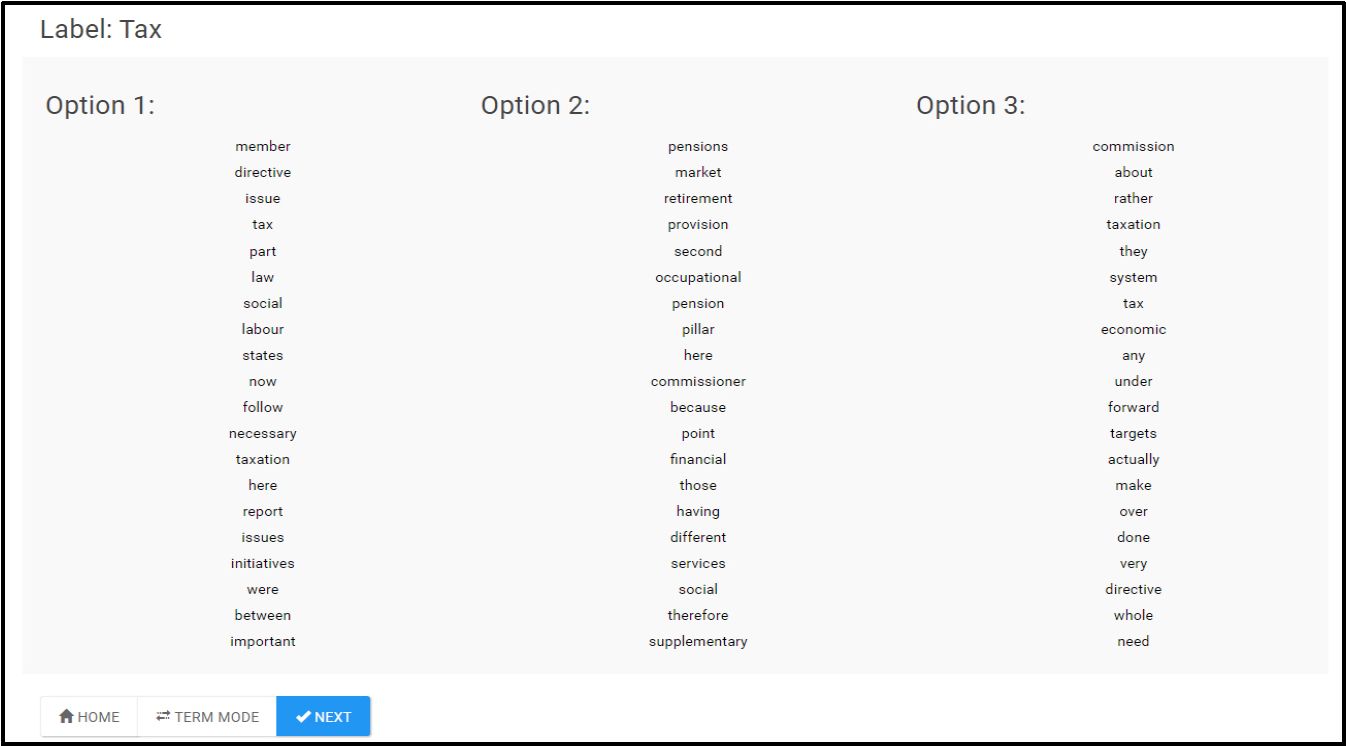 Label: Tax
Option 1:
member
directive
issue
tax
part
law
social
labour
states
now
follow
necessary
taxation
here
report
issues
initiatives
were
between
important
Option 2:
pensions
market
retirement
provision
second
occupational
pension
pillar
here
commissioner
because
point
financial
those
having
different
services
social
therefore
supplementary
Option 3:
commission
about
rather
taxation
they
system
tax
economic
any
under
forward
targets
actually
make
over
done
very
directive
whole
need
HOME TERM MODE NEXT